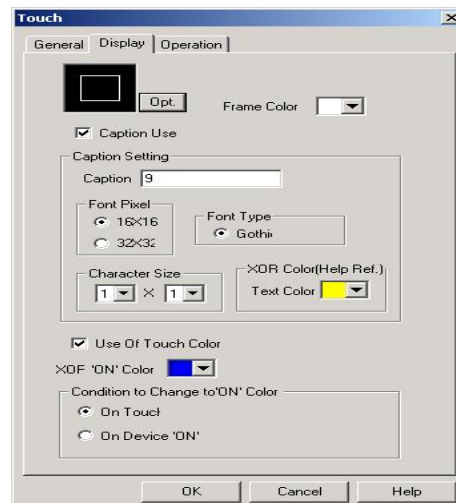 Touch
General Display Operation
Opt. Frame Color
Caption Use
Caption Setting
Caption 9
Font Pixel
16X16
32X32
Font Type
Gothi
Character Size
1 X 1
XOR Color(Help Ref.)
Text Color
Use Of Touch Color
XOF 'ON' Color
Condition to Change to'ON' Color
On Touch
On Device 'ON'
OK Cancel Help